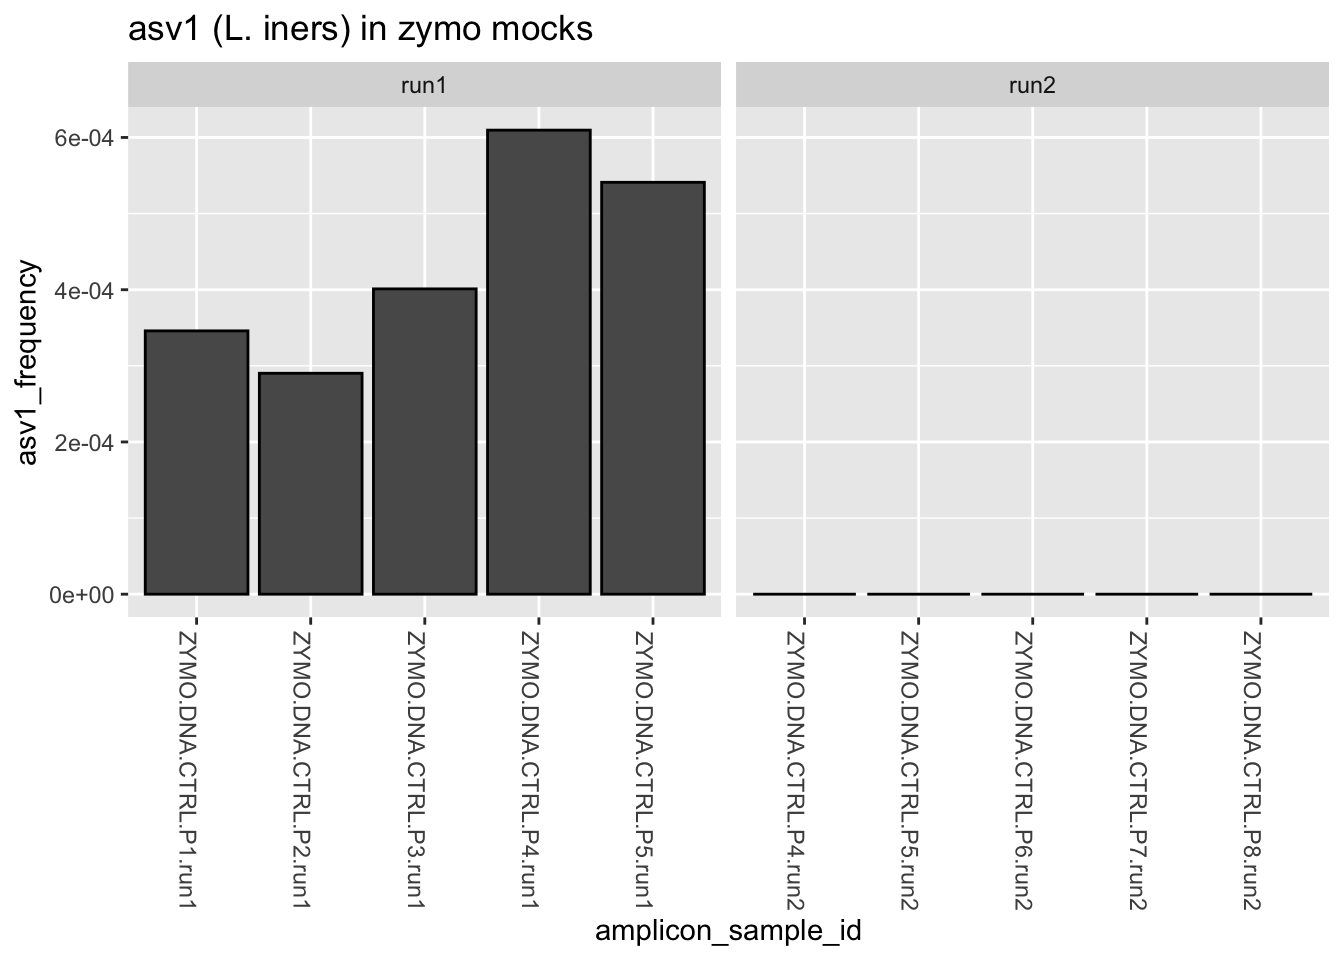 asv1 (L. iners) in zymo mocks
run1
run2
asv1_frequency
6e-04
4e-04
2e-04
0e+00
ZYMO.DNA.CTRL.P1.run1
ZYMO.DNA.CTRL.P2.run1
ZYMO.DNA.CTRL.P3.run1
ZYMO.DNA.CTRL.P4.run1
ZYMO.DNA.CTRL.P5.run1
ZYMO.DNA.CTRL.P4.run2
ZYMO.DNA.CTRL.P5.run2
ZYMO.DNA.CTRL.P6.run2
ZYMO.DNA.CTRL.P7.run2
ZYMO.DNA.CTRL.P8.run2
amplicon_sample_id